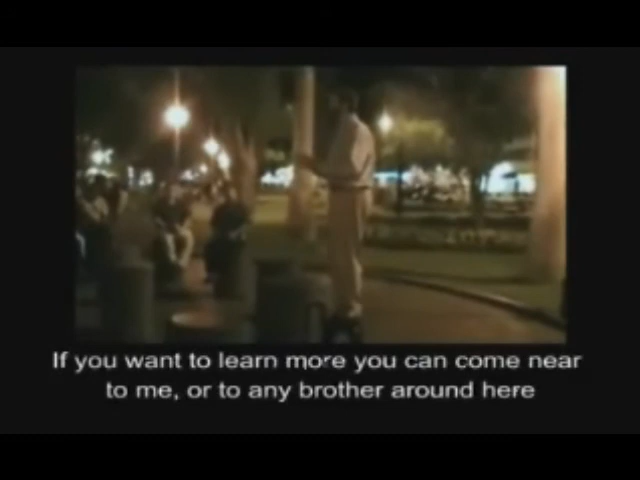 If you want to learn more you can come near
to me, or to any brother around here